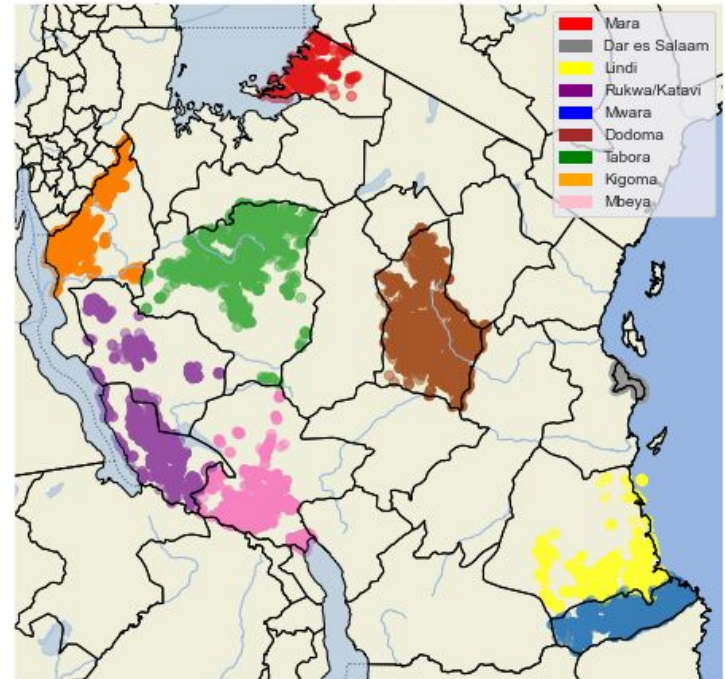 Mara
Dar es Salaam
Lindi
Rukwa/Katavi
Mwara
Dodoma
Tabora
Kigoma
Mbeya